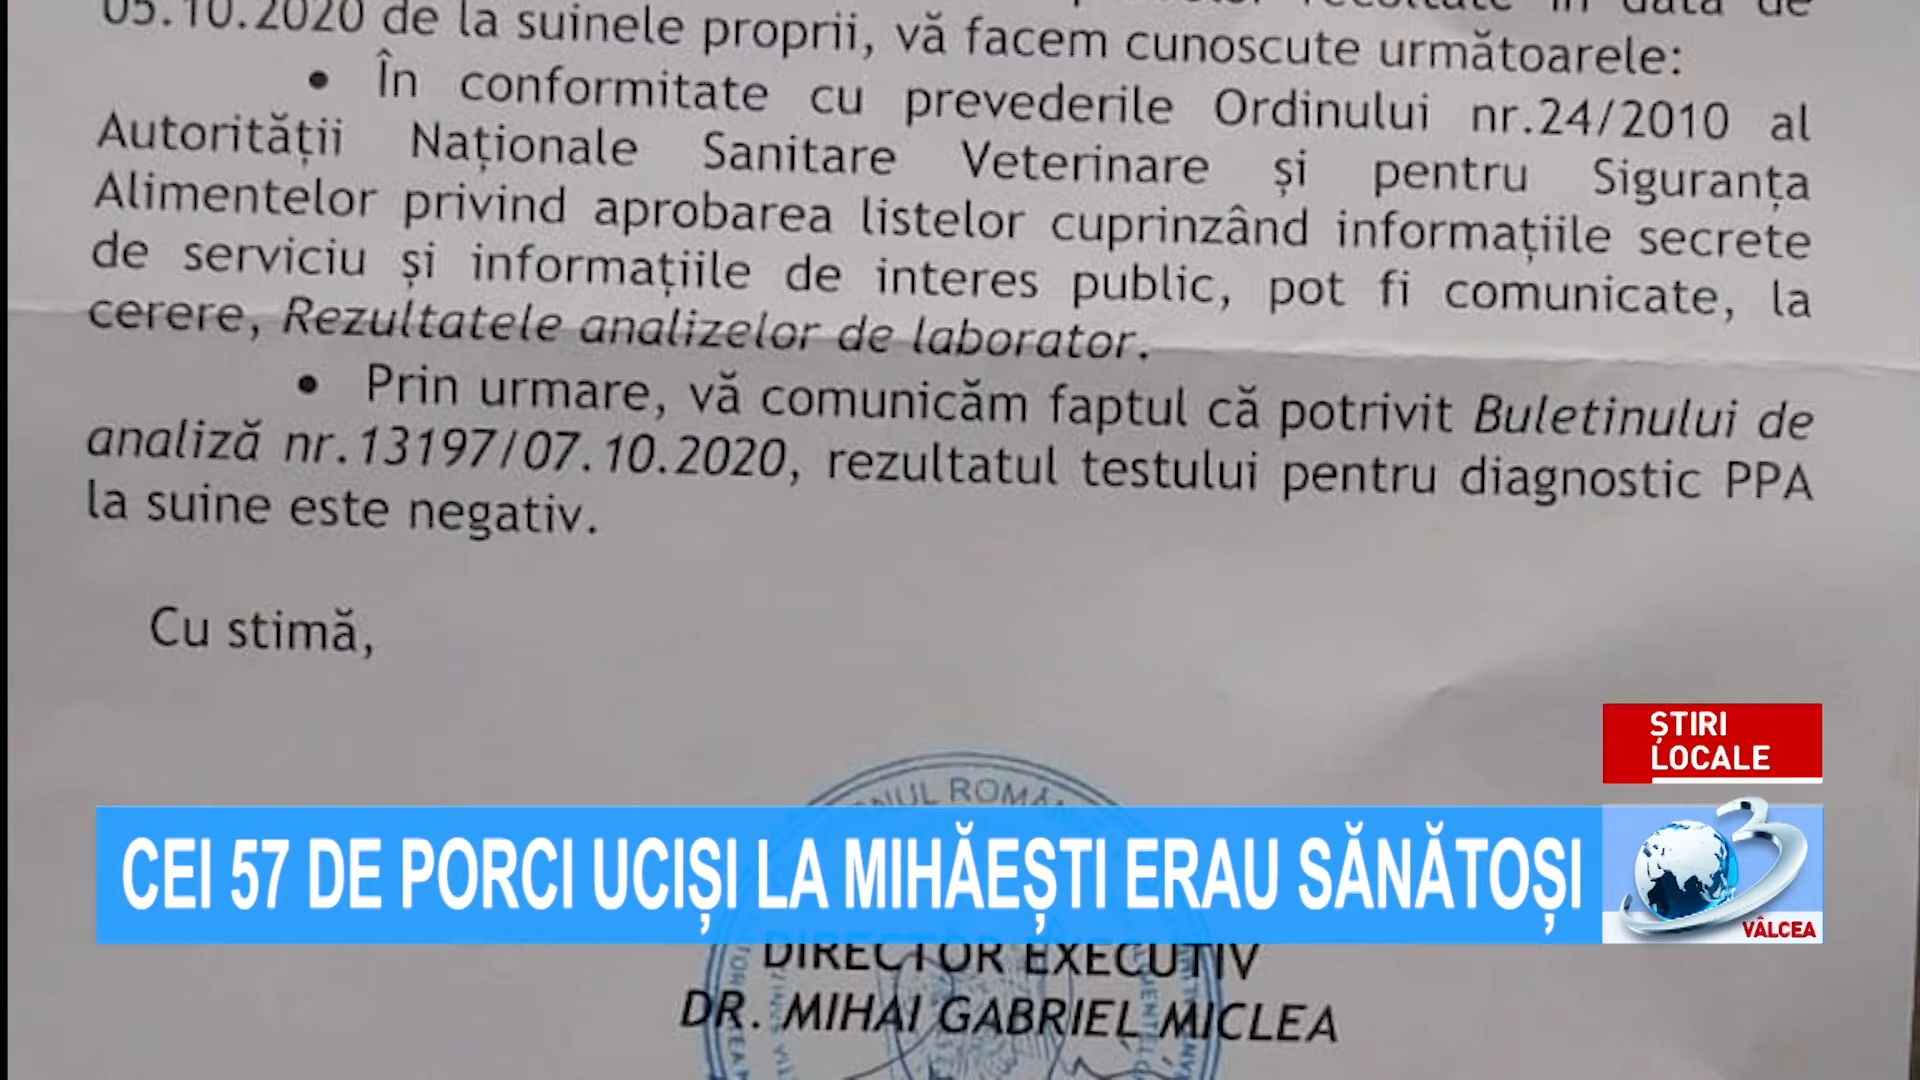 05.10.2020 de la suinele proprii, vă facem cunoscute următoarele:
• În conformitate cu prevederile Ordinului nr.24/2010 al
Autorității Naționale Sanitare Veterinare și pentru Siguranța
Alimentelor privind aprobarea listelor cuprinzând informațiile secrete
de serviciu și informațiile de interes public, pot fi comunicate, la
cerere, Rezultatele analizelor de laborator.
• Prin urmare, vă comunicăm faptul că potrivit Buletinului de
analiză nr.13197/07.10.2020, rezultatul testului pentru diagnostic PPA
la suine este negativ.
Cu stimă,
ȘTIRI
LOCALE
CEI 57 DE PORCI UCIȘI LA MIHĂEȘTI ERAU SĂNĂTOȘI
3
VÂLCEA
DIRECTOR EXECUTIV
DR. MIHAI GABRIEL MICLEA